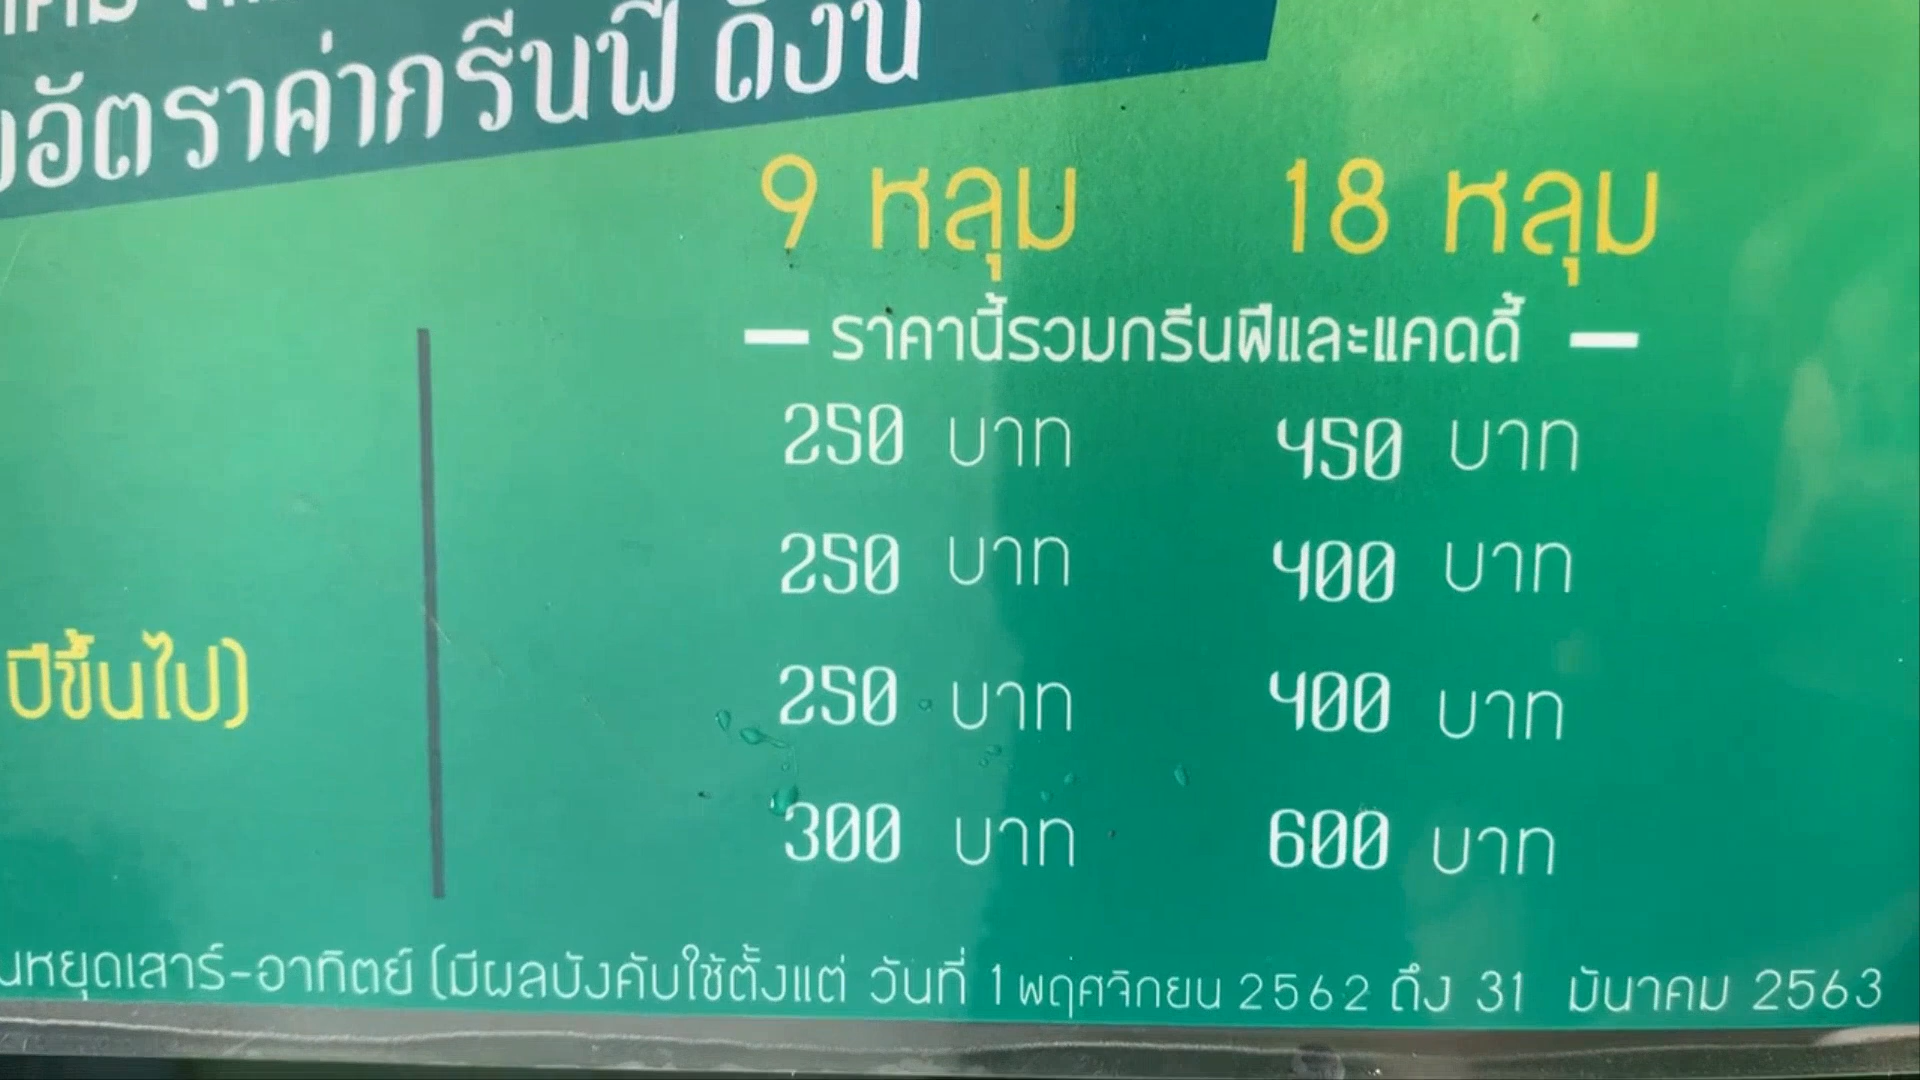 อัตราค่ากรีนฟี ดังนี้
9 หลุม 18 หลุม
ราคานี้รวมกรีนฟีและแคดดี้
250 บาท 450 บาท
250 บาท 400 บาท
ปีขึ้นไป) 250 บาท 400 บาท
300 บาท 600 บาท
หยุดเสาร์-อาทิตย์ (มีผลบังคับใช้ตั้งแต่ วันที่ 1 พฤศจิกยน 2562 ถึง 31 มันาคม 2563